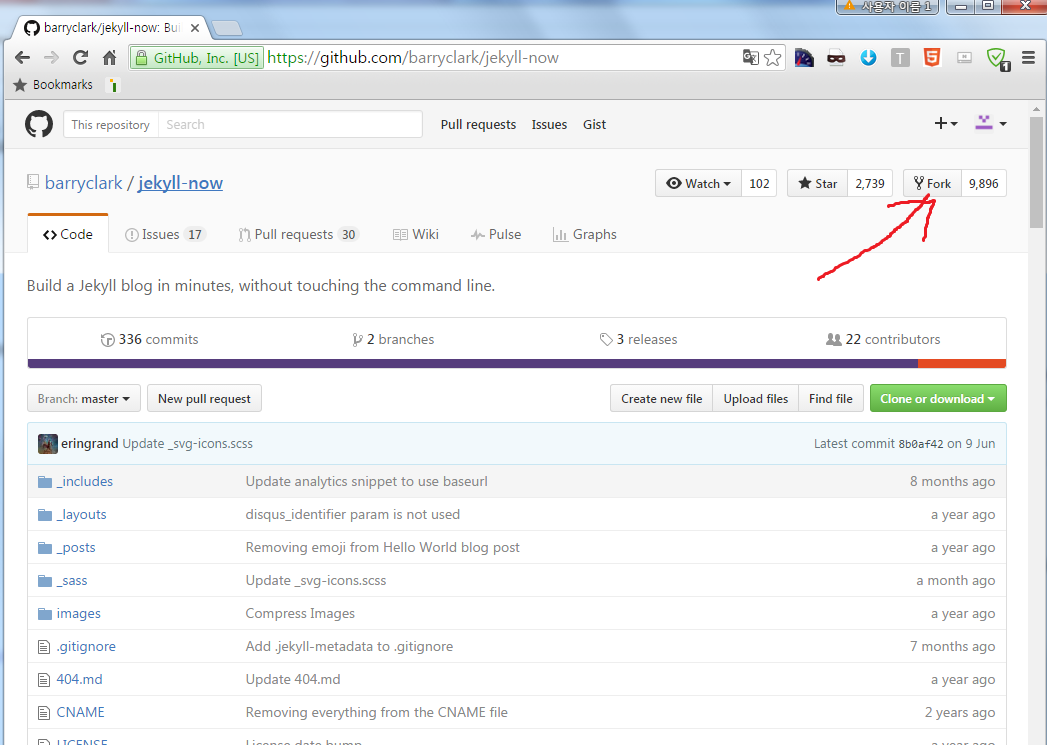 사용자 이름 1
barryclark/jekyll-now: Bui
GitHub, Inc. [US] https://github.com/barryclark/jekyll-now
T 5 1
Bookmarks
This repository Search Pull requests Issues Gist
barryclark / jekyll-now Watch 102 Star 2,739 Fork 9,896
Code Issues 17 Pull requests 30 Wiki Pulse Graphs
Build a Jekyll blog in minutes, without touching the command line.
336 commits 2 branches 3 releases 22 contributors
Branch: master New pull request Create new file Upload files Find file Clone or download
eringrand Update _svg-icons.scss Latest commit 8b0af42 on 9 Jun
_includes Update analytics snippet to use baseurl 8 months ago
_layouts disqus_identifier param is not used a year ago
_posts Removing emoji from Hello World blog post a year ago
_sass Update _svg-icons.scss a month ago
images Compress Images a year ago
.gitignore Add .jekyll-metadata to .gitignore 7 months ago
404.md Update 404.md a year ago
CNAME Removing everything from the CNAME file 2 years ago
LICENSE License date bump a year ago